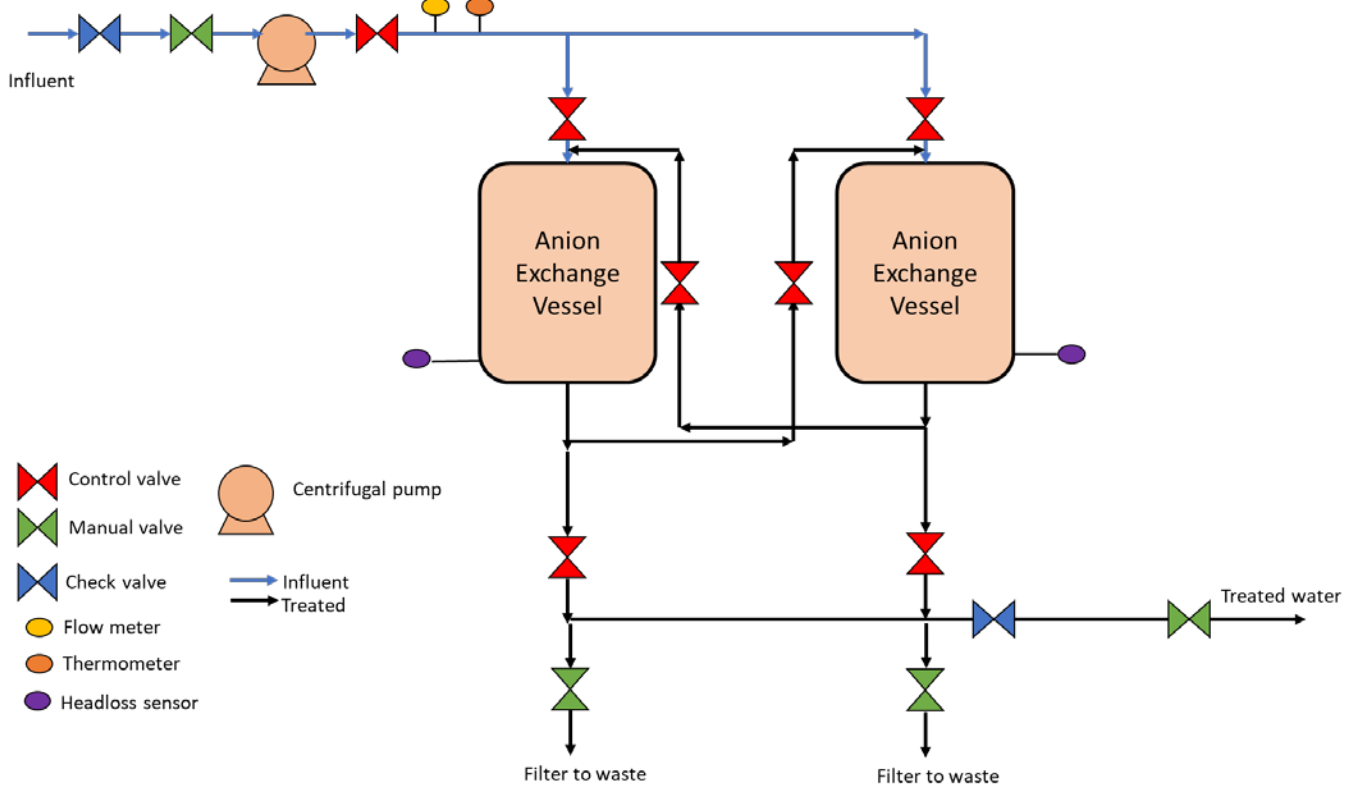 Influent
Anion
Exchange
Vessel
Anion
Exchange
Vessel
Control valve
Manual valve
Check valve
Flow meter
Thermometer
Headloss sensor
Centrifugal pump
Influent
Treated
Treated water
Filter to waste
Filter to waste